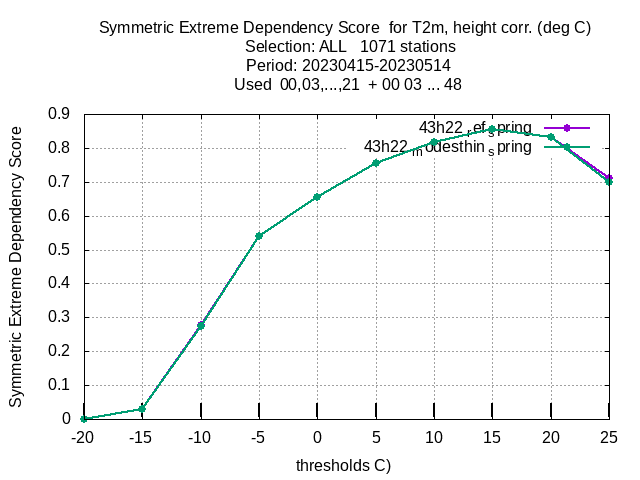 Symmetric Extreme Dependency Score  for T2m, height corr. (deg C)
Selection: ALL   1071 stations
Period: 20230415-20230514
Used  00,03,...,21  + 00 03 ... 48
Symmetric Extreme Dependency Score
0.9
0.8
0.7
0.6
0.5
0.4
0.3
0.2
0.1
0
43h22_ref_spring
43h22_modesthin_spring
-20 -15 -10 -5 0 5 10 15 20 25
thresholds C)